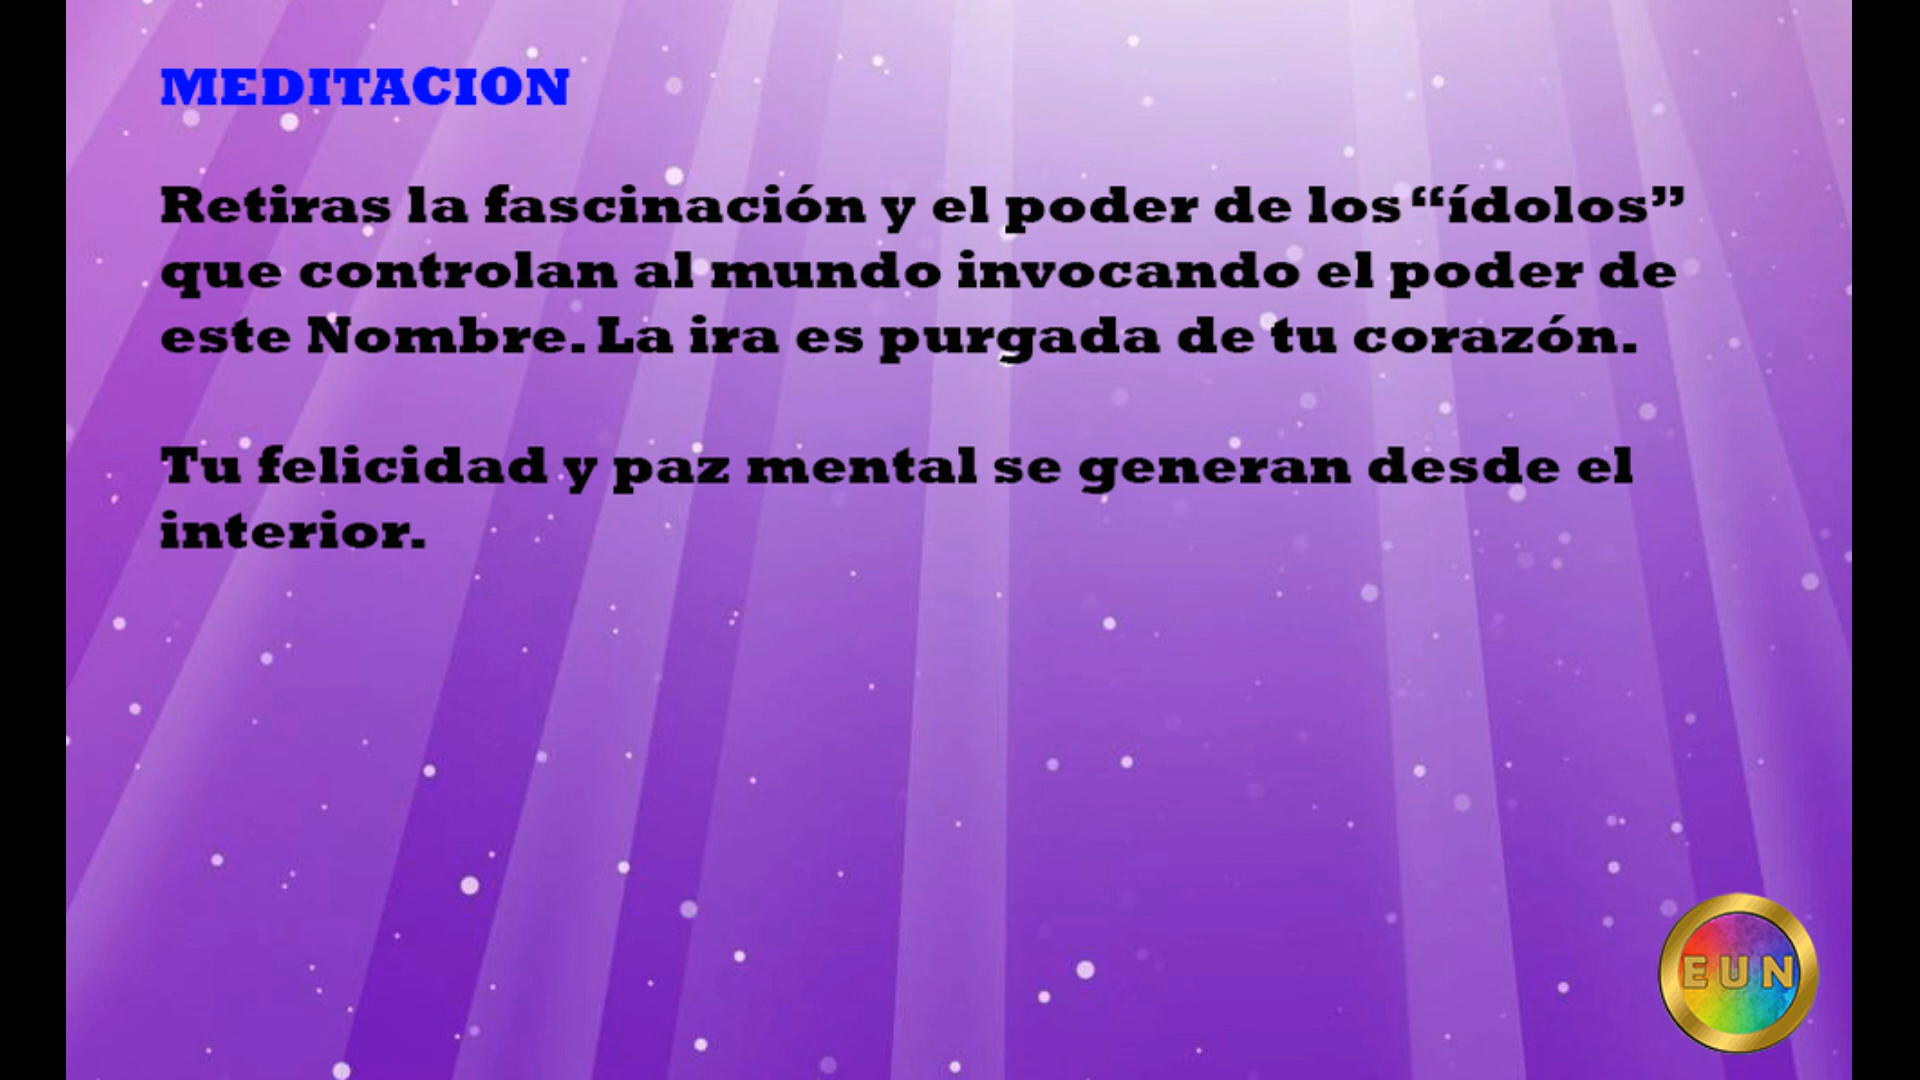 MEDITACION
Retiras la fascinación y el poder de los “ídolos”
que controlan al mundo invocando el poder de
este Nombre. La ira es purgada de tu corazón.
Tu felicidad y paz mental se generan desde el
interior.
EUN